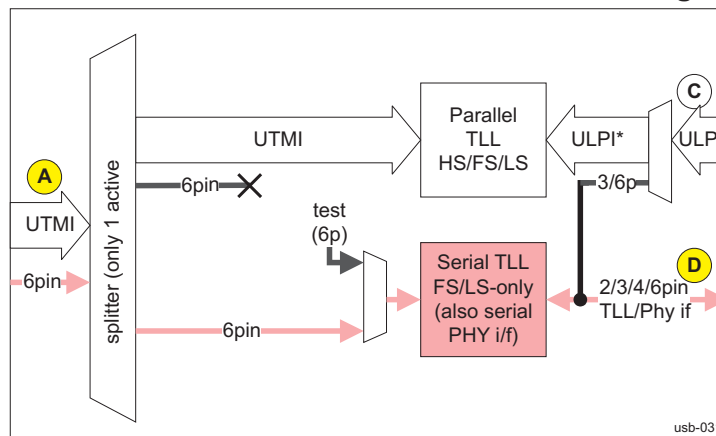 C
Parallel
TLL
HS/FS/LS
UTMI
ULPI*
ULP
A
6pin
3/6p
UTMI
splitter (only 1 active)
test
(6p)
D
Serial TLL
FS/LS-only
(also serial
PHY i/f)
6pin
2/3/4/6pin
TLL/Phy if
6pin
usb-03